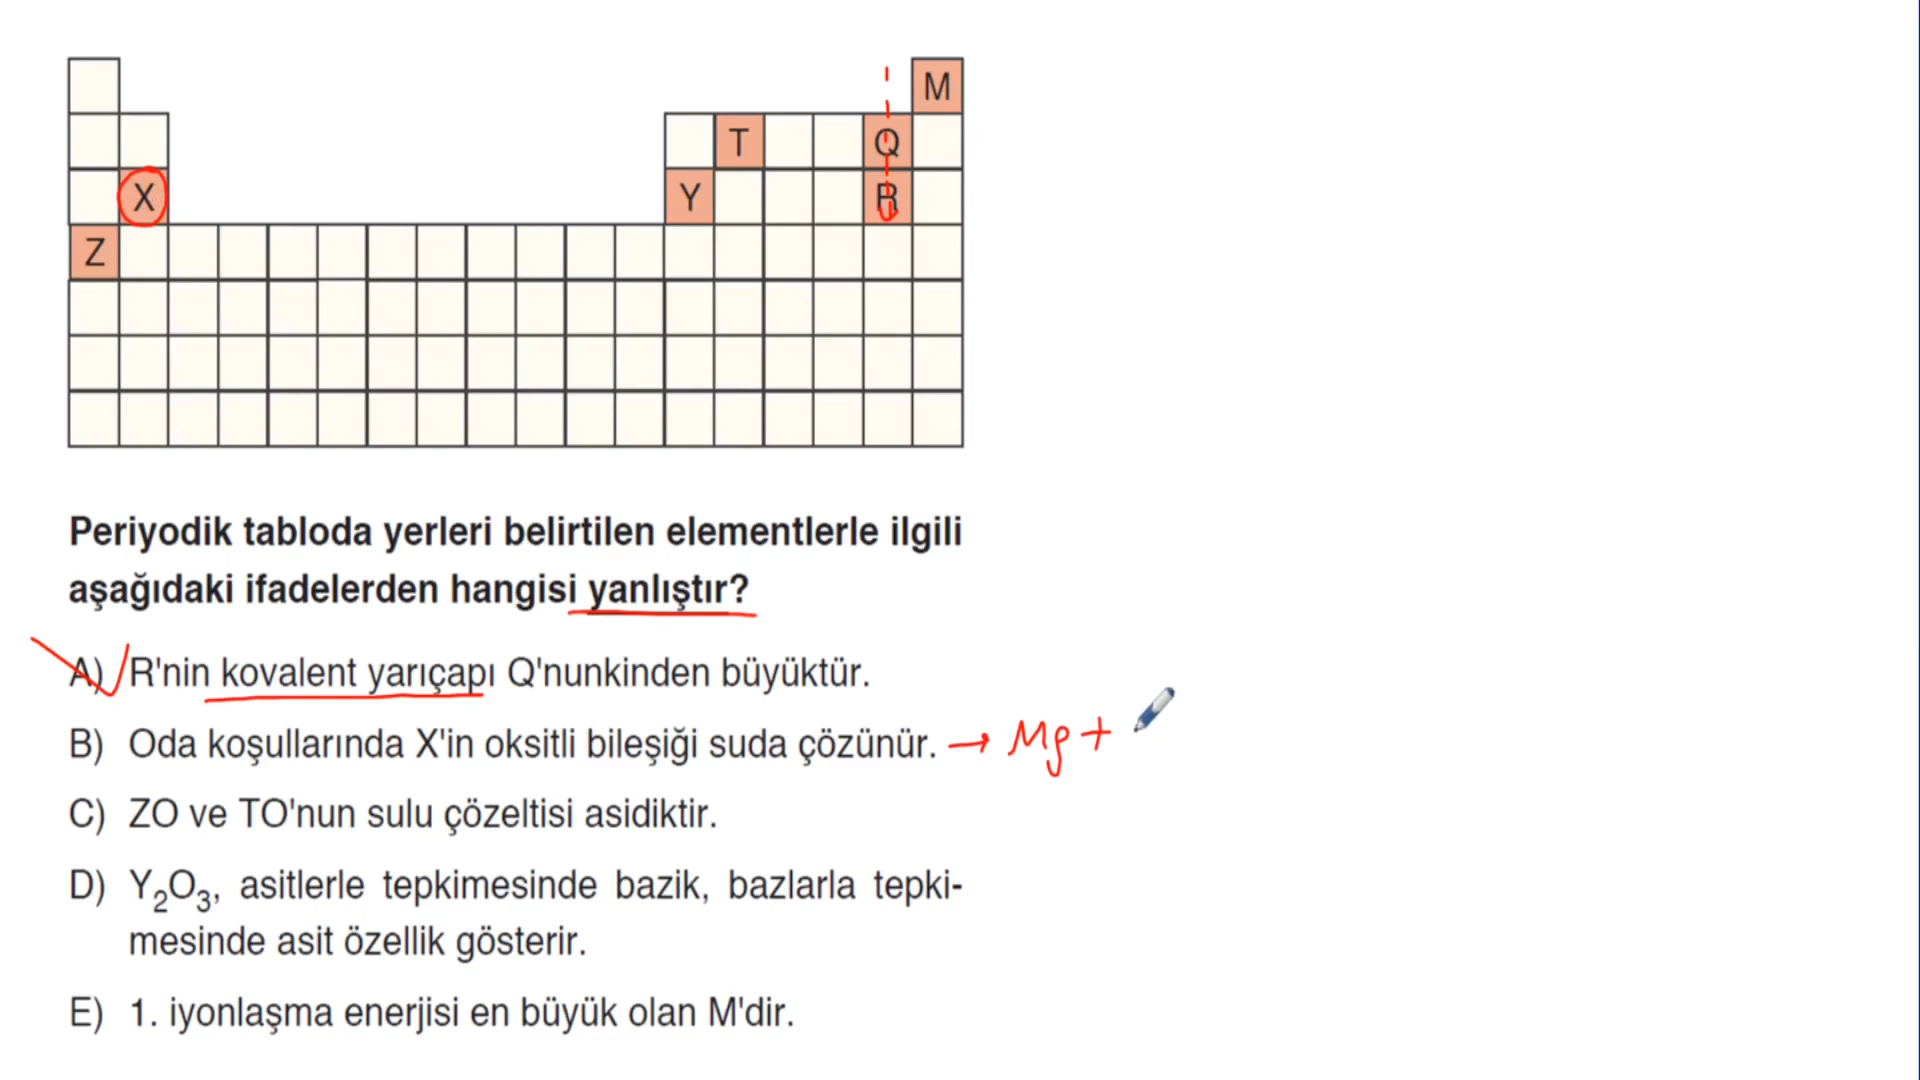 M
T Q
X Y R
Z
Periyodik tabloda yerleri belirtilen elementlerle ilgili
aşağıdaki ifadelerden hangisi yanlıştır?
A) R'nin kovalent yarıçapı Q'nunkinden büyüktür.
B) Oda koşullarında X'in oksitli bileşiği suda çözünür. → Mg +
C) ZO ve TO'nun sulu çözeltisi asidiktir.
D) Y₂O₃, asitlerle tepkimesinde bazik, bazlarla tepki-
mesinde asit özellik gösterir.
E) 1. iyonlaşma enerjisi en büyük olan M'dir.